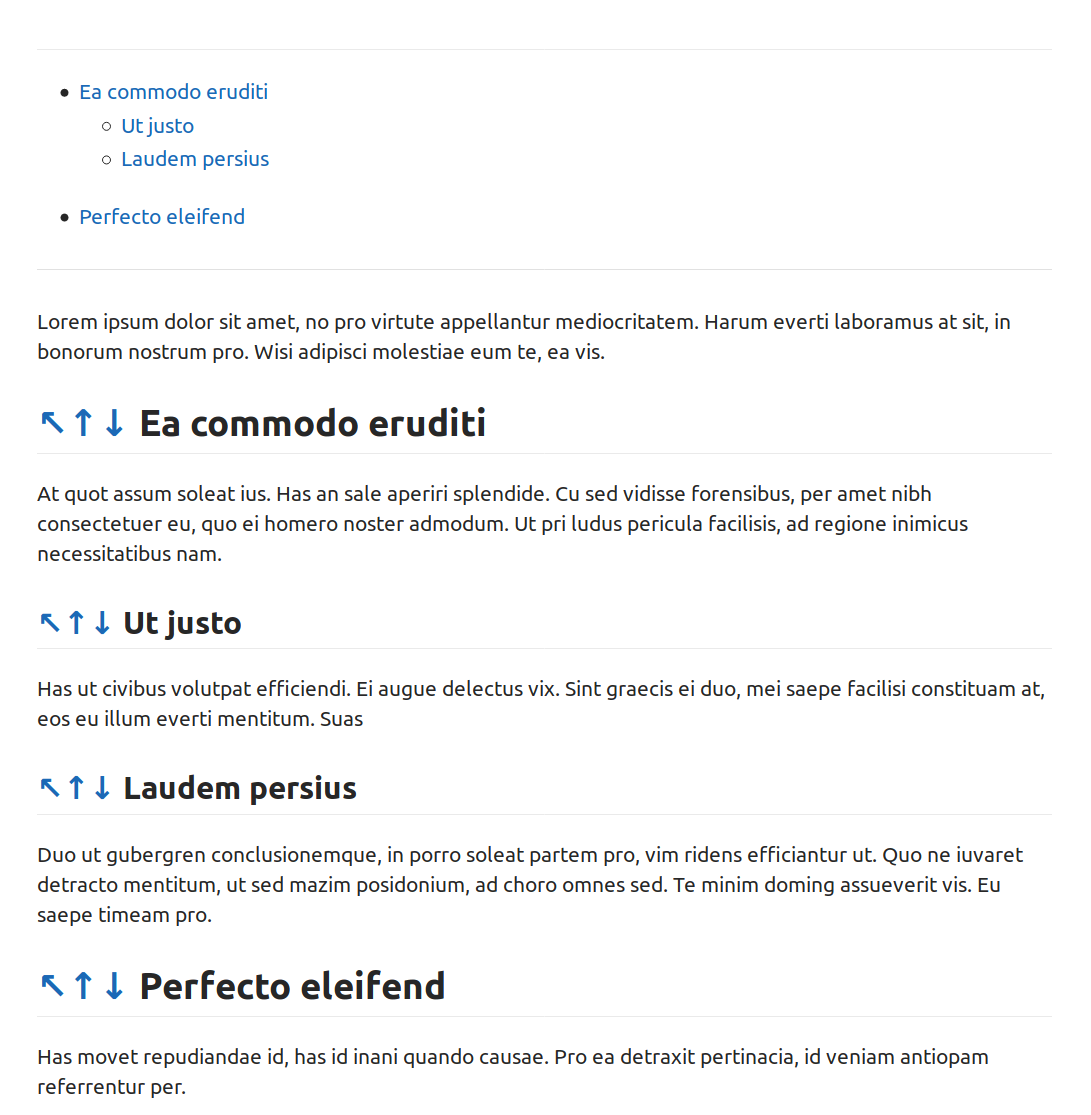 Ea commodo eruditi
Ut justo
Laudem persius
Perfecto eleifend
Lorem ipsum dolor sit amet, no pro virtute appellantur mediocritatem. Harum everti laboramus at sit, in
bonorum nostrum pro. Wisi adipisci molestiae eum te, ea vis.
↖↑↓ Ea commodo eruditi
At quot assum soleat ius. Has an sale aperiri splendide. Cu sed vidisse forensibus, per amet nibh
consectetuer eu, quo ei homero noster admodum. Ut pri ludus pericula facilisis, ad regione inimicus
necessitatibus nam.
↖↑↓ Ut justo
Has ut civibus volutpat efficiendi. Ei augue delectus vix. Sint graecis ei duo, mei saepe facilisi constituam at,
eos eu illum everti mentitum. Suas
↖↑↓ Laudem persius
Duo ut gubergren conclusionemque, in porro soleat partem pro, vim ridens efficiantur ut. Quo ne iuvaret
detracto mentitum, ut sed mazim posidonium, ad choro omnes sed. Te minim doming assueverit vis. Eu
saepe timeam pro.
↖↑↓ Perfecto eleifend
Has movet repudiandae id, has id inani quando causae. Pro ea detraxit pertinacia, id veniam antiopam
referrentur per.